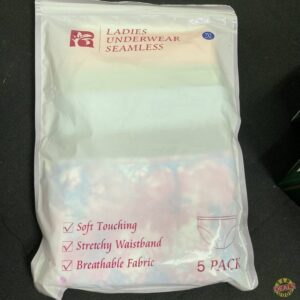 LADIES
UNDERWEAR
SEAMLESS
Soft Touching
Stretchy Waistband
Breathable Fabric
5 PACK